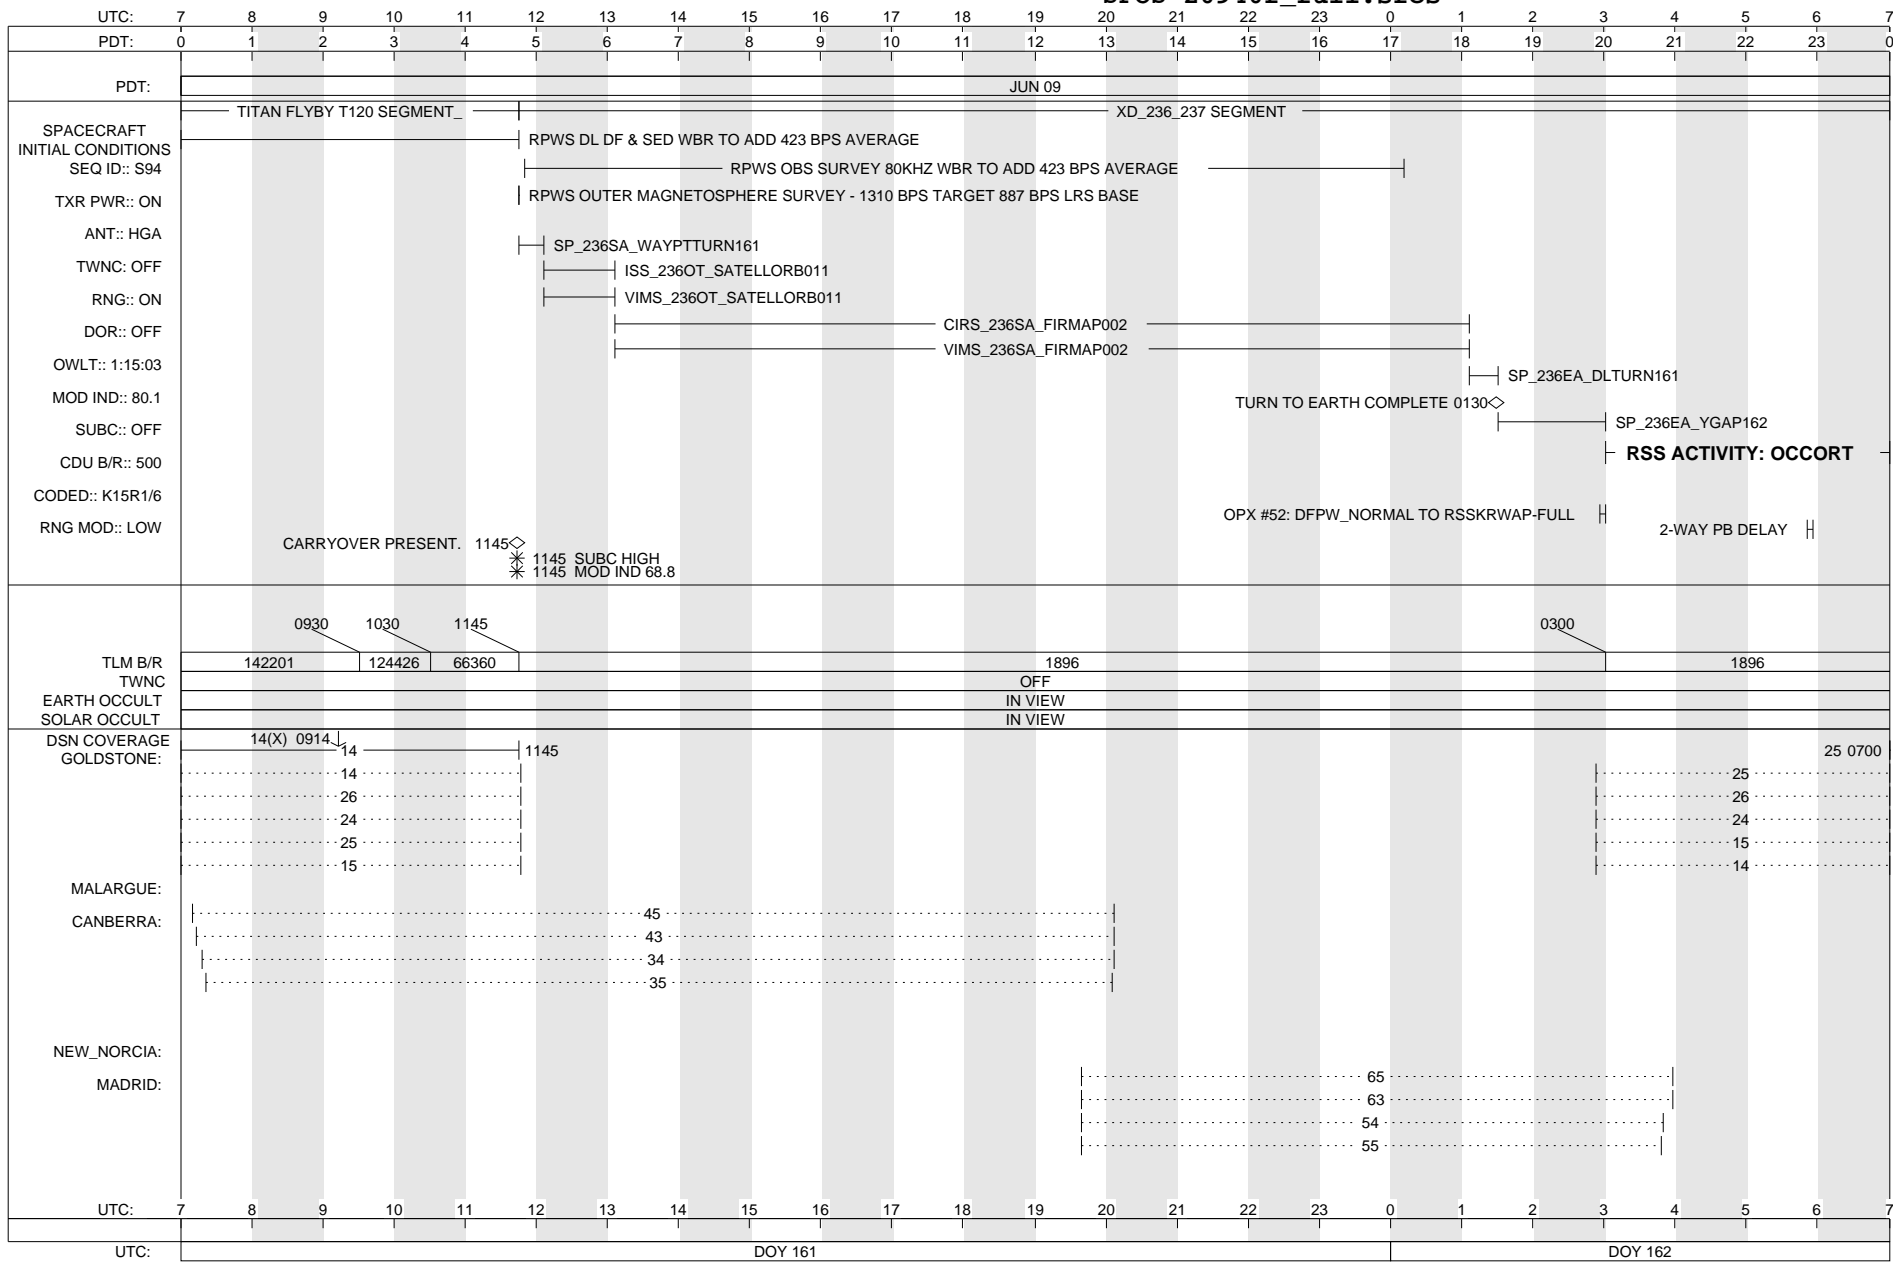 UTC: 7 8 9 10 11 12 13 14 15 16 17 18 19 20 21 22 23 0 1 2 3 4 5 6 7
PDT: 0 1 2 3 4 5 6 7 8 9 10 11 12 13 14 15 16 17 18 19 20 21 22 23 0
PDT: JUN 09
TITAN FLYBY T120 SEGMENT_ XD_236_237 SEGMENT
SPACECRAFT
INITIAL CONDITIONS
RPWS DL DF & SED WBR TO ADD 423 BPS AVERAGE
SEQ ID:: S94
RPWS OBS SURVEY 80KHZ WBR TO ADD 423 BPS AVERAGE
TXR PWR:: ON
RPWS OUTER MAGNETOSPHERE SURVEY - 1310 BPS TARGET 887 BPS LRS BASE
ANT:: HGA
SP_236SA_WAYPTTURN161
TWNC: OFF
ISS_236OT_SATELLORB011
RNG:: ON
VIMS_236OT_SATELLORB011
DOR:: OFF
CIRS_236SA_FIRMAP002
VIMS_236SA_FIRMAP002
OWLT:: 1:15:03
SP_236EA_DLTURN161
MOD IND:: 80.1
TURN TO EARTH COMPLETE 0130
SUBC:: OFF
SP_236EA_YGAP162
CDU B/R:: 500
RSS ACTIVITY: OCCORT
CODED:: K15R1/6
OPX #52: DFPW_NORMAL TO RSSKRWAP-FULL
RNG MOD:: LOW
2-WAY PB DELAY
CARRYOVER PRESENT. 1145
1145 SUBC HIGH
1145 MOD IND 68.8
0930 1030 1145 0300
TLM B/R 142201 124426 66360 1896 1896
TWNC OFF
EARTH OCCULT IN VIEW
SOLAR OCCULT IN VIEW
DSN COVERAGE 14(X) 0914
GOLDSTONE: 14 1145 25 0700
14 25
26 26
24 24
25 15
15 14
MALARGUE:
CANBERRA: 45
43
34
35
NEW_NORCIA:
MADRID: 65
63
54
55
UTC: 7 8 9 10 11 12 13 14 15 16 17 18 19 20 21 22 23 0 1 2 3 4 5 6 7
UTC: DOY 161 DOY 162